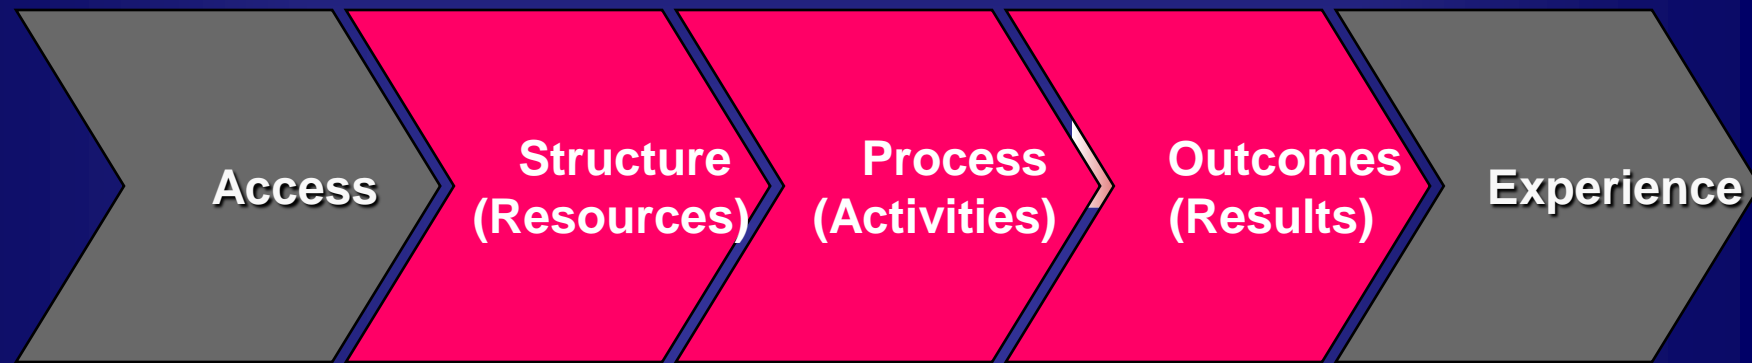 Access
Structure
(Resources)
Process
(Activities)
Outcomes
(Results)
Experience